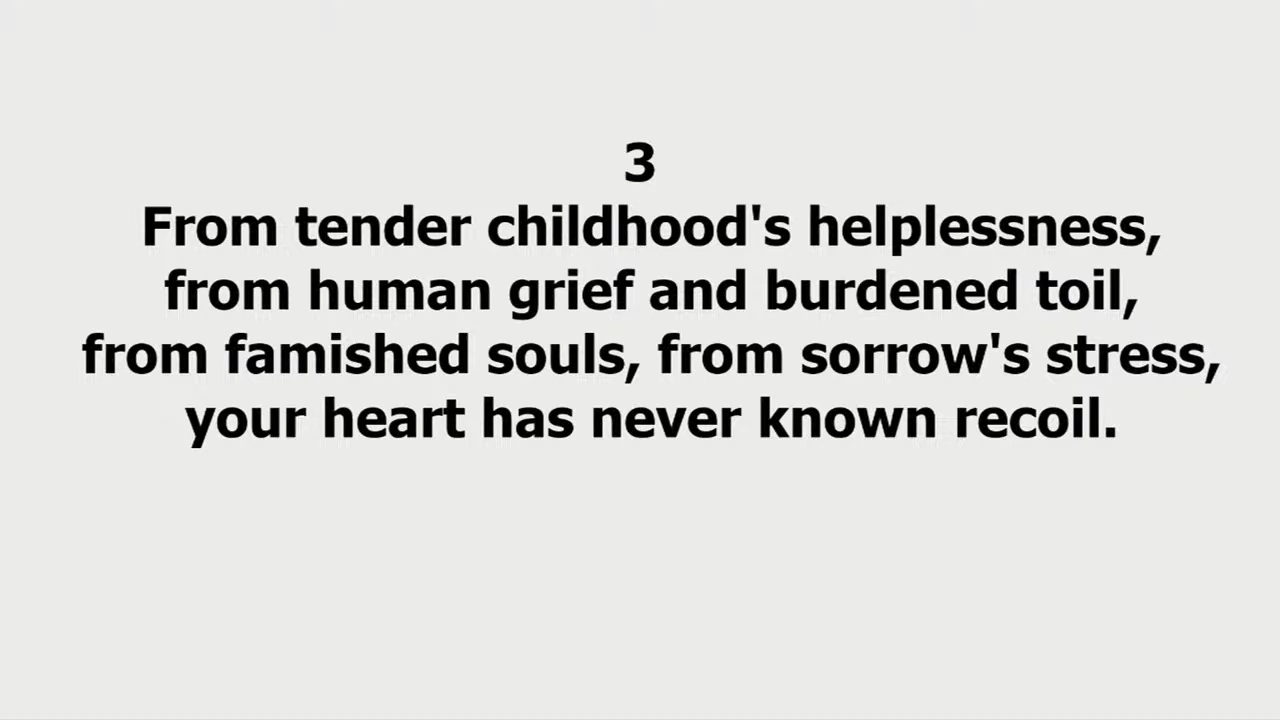 3
From tender childhood's helplessness,
from human grief and burdened toil,
from famished souls, from sorrow's stress,
your heart has never known recoil.